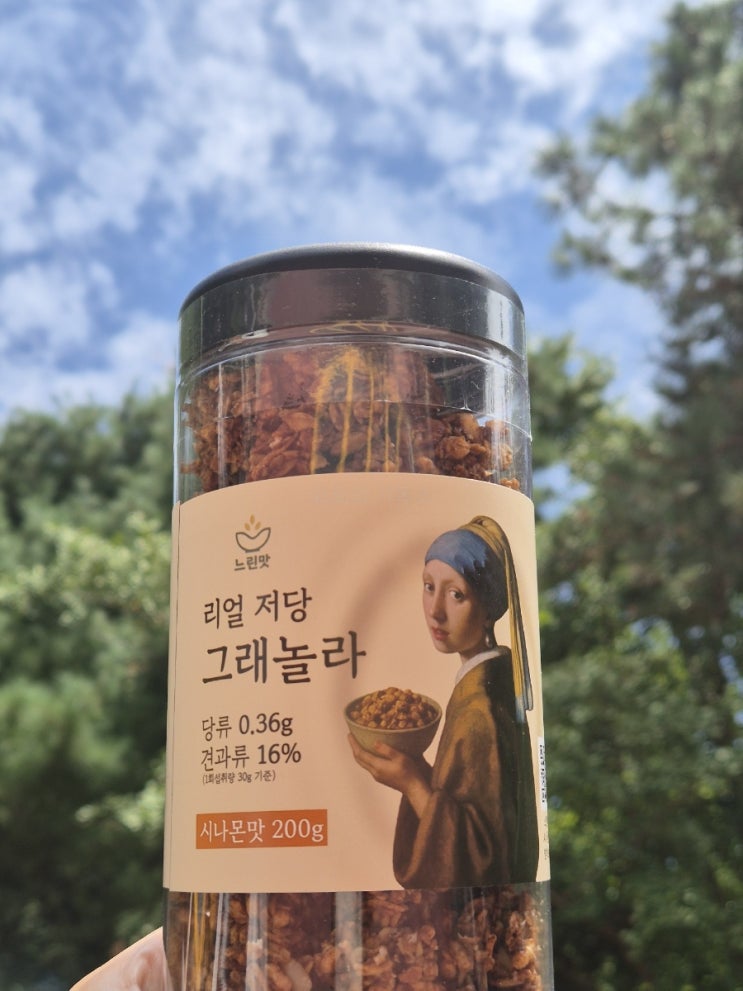 느린맛
리얼 저당
그래놀라
당류 0.36g
견과류 16%
(1회섭취량 30g 기준)
시나몬맛 200g